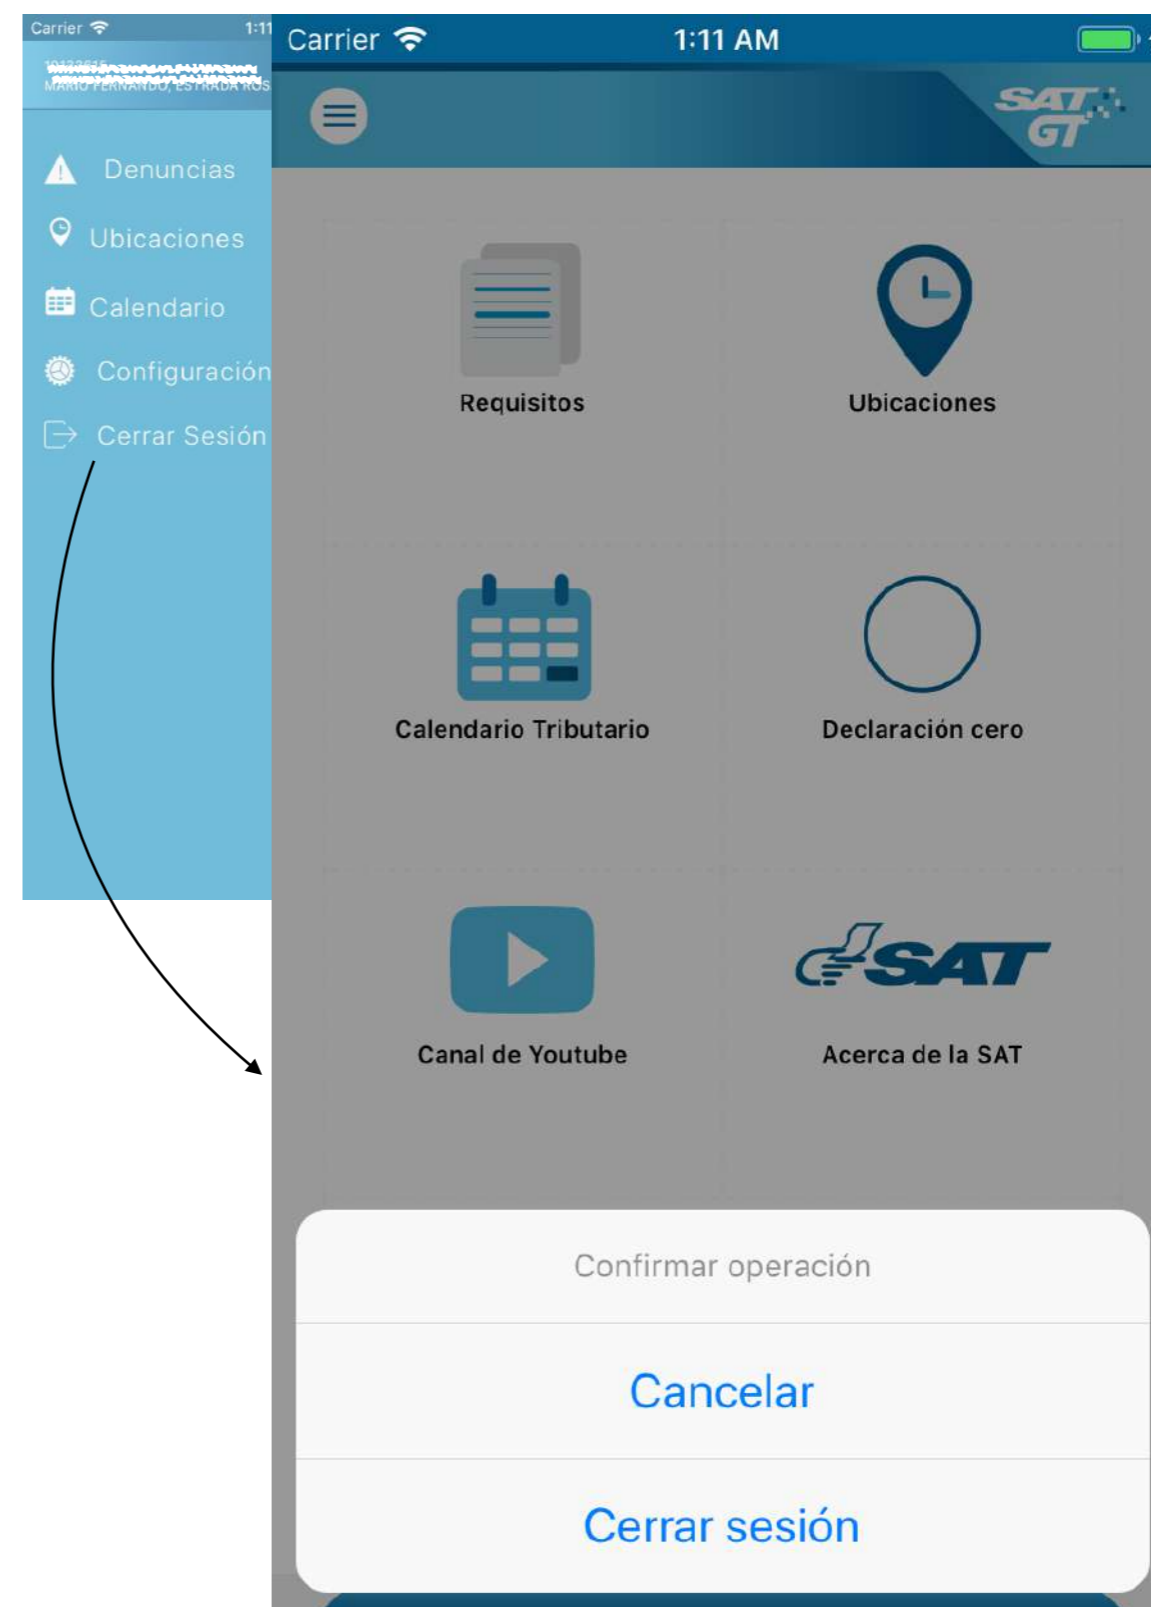 Carrier
1:11
Denuncias
Ubicaciones
Calendario
Configuración
Cerrar Sesión
Carrier
1:11 AM
SAT
GT
Requisitos
Ubicaciones
Calendario Tributario
Declaración cero
SAT
Canal de Youtube
Acerca de la SAT
Confirmar operación
Cancelar
Cerrar sesión